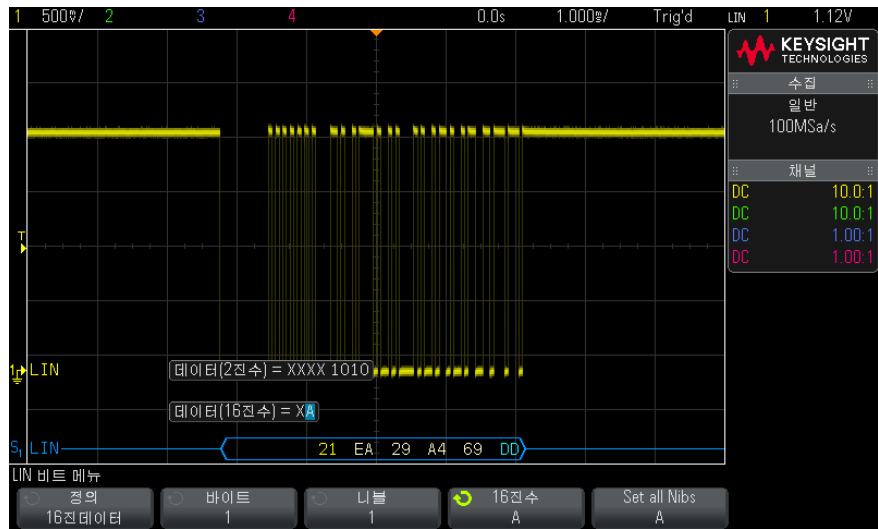 1 500♥/ 2 3 4 0.0s 1.000♥/ Trig'd LIN 1 1.12V
KEYSIGHT
TECHNOLOGIES
수집
일반
100MSa/s
채널
DC 10.0:1
DC 10.0:1
DC 1.00:1
DC 1.00:1
T
1 LIN
데이터(2진수) = XXXX 1010
데이터(16진수) = XA
S1 LIN
21 EA 29 A4 69 DD
LIN 비트 메뉴
정의
16진데이터
바이트
1
니블
1
16진수
A
Set all Nibs
A